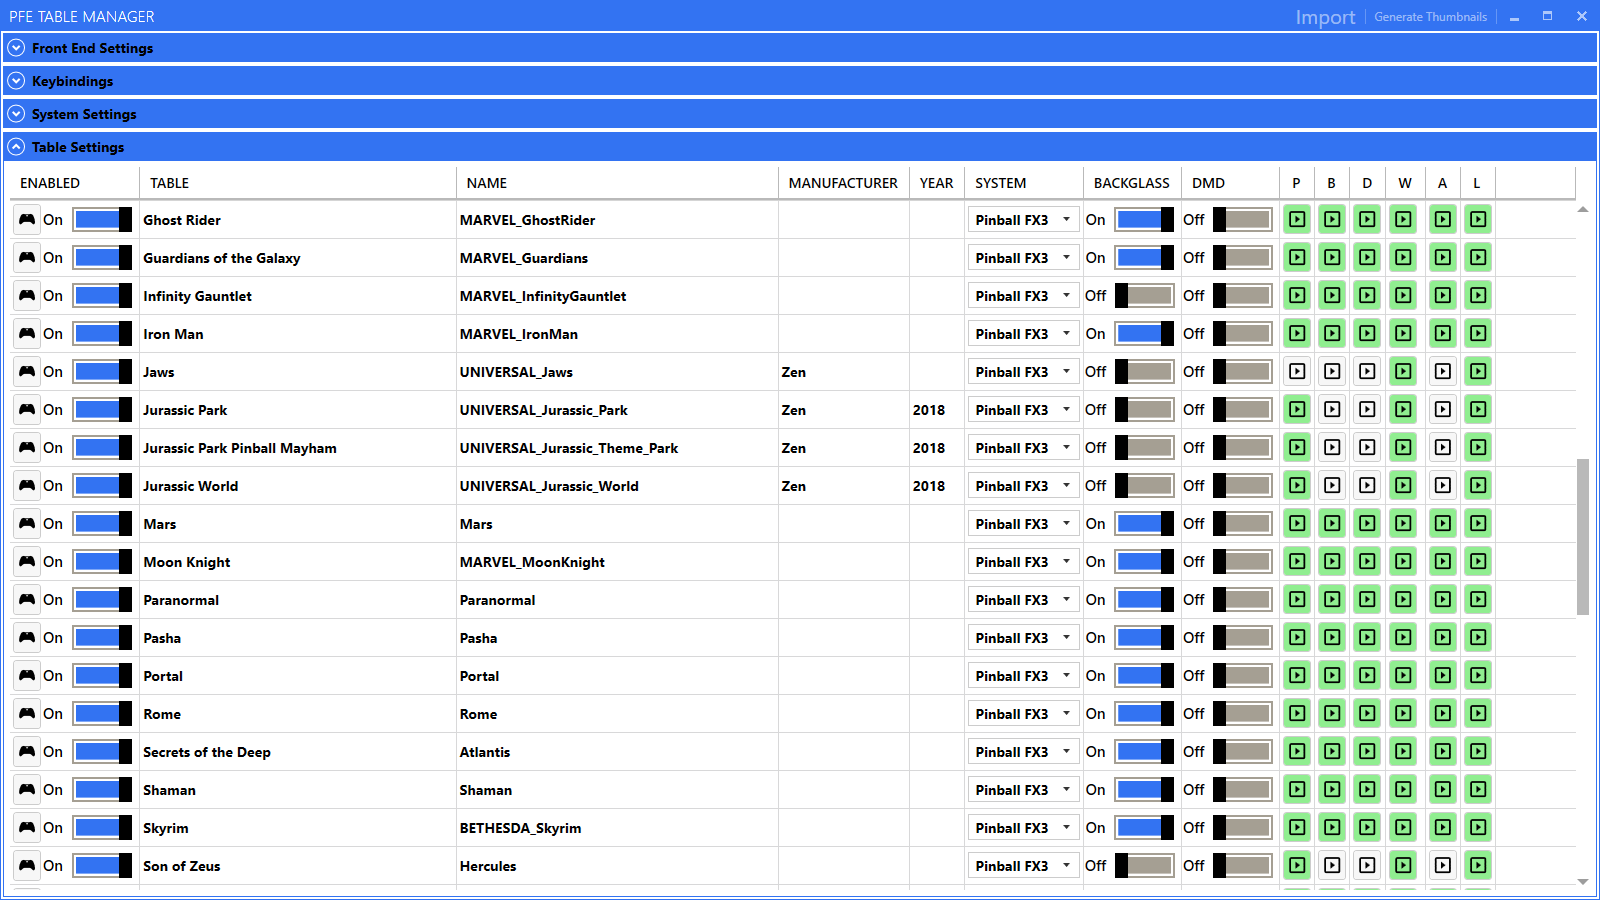 PFE TABLE MANAGER Import Generate Thumbnails
Front End Settings
Keybindings
System Settings
Table Settings
ENABLED TABLE NAME MANUFACTURER YEAR SYSTEM BACKGLASS DMD P B D W A L
On Ghost Rider MARVEL_GhostRider Pinball FX3 On Off
On Guardians of the Galaxy MARVEL_Guardians Pinball FX3 On Off
On Infinity Gauntlet MARVEL_InfinityGauntlet Pinball FX3 Off Off
On Iron Man MARVEL_IronMan Pinball FX3 On Off
On Jaws UNIVERSAL_Jaws Zen Pinball FX3 Off Off
On Jurassic Park UNIVERSAL_Jurassic_Park Zen 2018 Pinball FX3 Off Off
On Jurassic Park Pinball Mayham UNIVERSAL_Jurassic_Theme_Park Zen 2018 Pinball FX3 Off Off
On Jurassic World UNIVERSAL_Jurassic_World Zen 2018 Pinball FX3 Off Off
On Mars Mars Pinball FX3 On Off
On Moon Knight MARVEL_MoonKnight Pinball FX3 On Off
On Paranormal Paranormal Pinball FX3 On Off
On Pasha Pasha Pinball FX3 On Off
On Portal Portal Pinball FX3 On Off
On Rome Rome Pinball FX3 On Off
On Secrets of the Deep Atlantis Pinball FX3 On Off
On Shaman Shaman Pinball FX3 On Off
On Skyrim BETHESDA_Skyrim Pinball FX3 On Off
On Son of Zeus Hercules Pinball FX3 Off Off